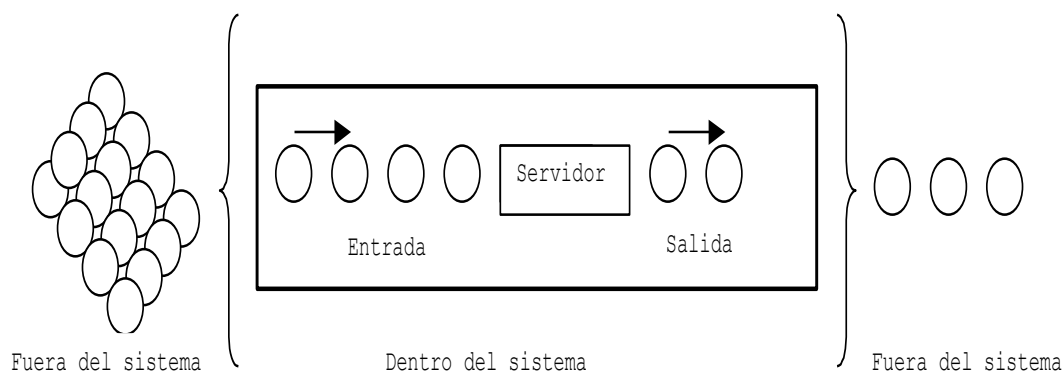 Servidor
Entrada
Salida
Fuera del sistema
Dentro del sistema
Fuera del sistema